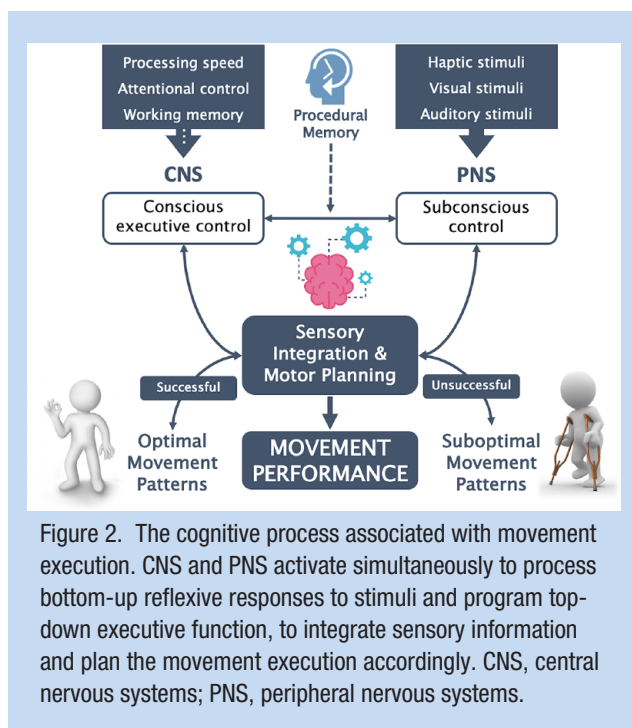 Processing speed
Attentional control
Working memory
Procedural
Memory
Haptic stimuli
Visual stimuli
Auditory stimuli
CNS
PNS
Conscious
executive control
Subconscious
control
Sensory
Integration &
Motor Planning
Successful
Unsuccessful
Optimal
Movement
Patterns
MOVEMENT
PERFORMANCE
Suboptimal
Movement
Patterns
Figure 2. The cognitive process associated with movement
execution. CNS and PNS activate simultaneously to process
bottom-up reflexive responses to stimuli and program top-
down executive function, to integrate sensory information
and plan the movement execution accordingly. CNS, central
nervous systems; PNS, peripheral nervous systems.